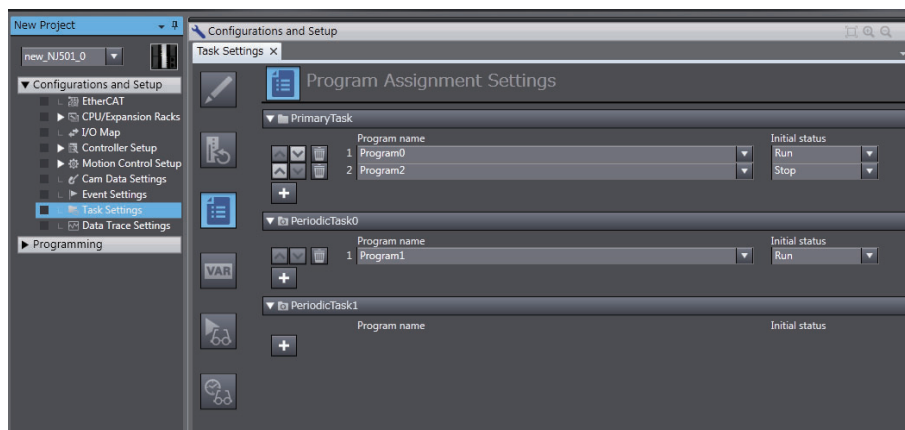 New Project
new_NJ501_0
Configurations and Setup
EtherCAT
CPU/Expansion Racks
I/O Map
Controller Setup
Motion Control Setup
Cam Data Settings
Event Settings
Task Settings
Data Trace Settings
Programming
Configurations and Setup
Task Settings X
VAR
Program Assignment Settings
PrimaryTask
Program name Initial status
1 Program0 Run
2 Program2 Stop
PeriodicTask0
Program name Initial status
1 Program1 Run
PeriodicTask1
Program name Initial status